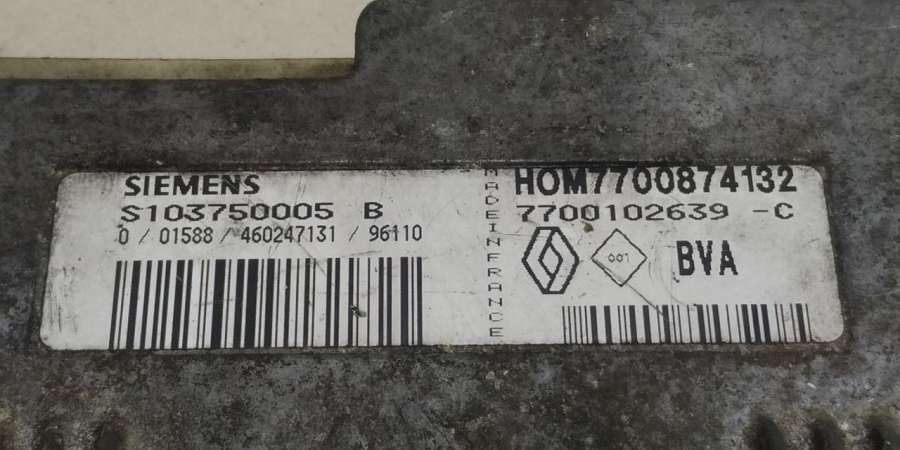 SIEMENS
S103750005 B
0 / 01588 / 460247131 / 96110
MADE IN FRANCE
HOM7700874132
7700102639 -C
001
BVA